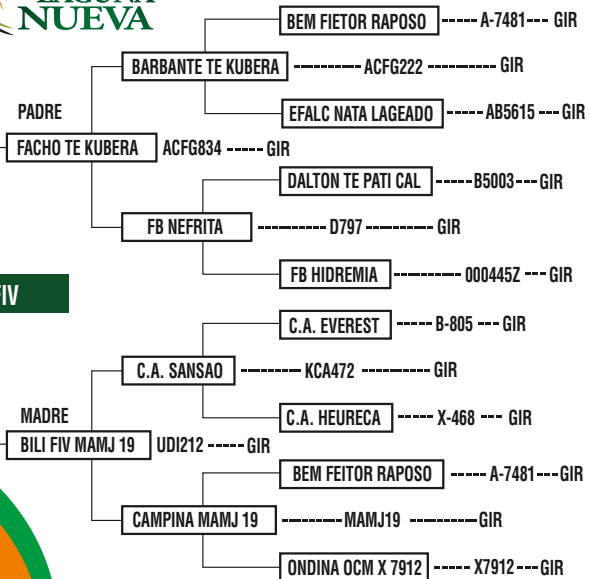 LAGUNA
NUEVA
BEM FIETOR RAPOSO ----- A-7481--- GIR
BARBANTE TE KUBERA --------- ACFG222 --------- GIR
EFALC NATA LAGEADO ----- AB5615 --- GIR
PADRE
FACHO TE KUBERA ACFG834 ----- GIR
DALTON TE PATI CAL -----B5003---GIR
FB NEFRITA --------- D797 --------- GIR
FB HIDREMIA --------- 000445Z --- GIR
FIV
C.A. EVEREST ----- B-805 --- GIR
C.A. SANSAO -------- KCA472 --------- GIR
C.A. HEURECA ----- X-468 --- GIR
MADRE
BILI FIV MAMJ 19 UDI212 ----- GIR
BEM FEITOR RAPOSO ----- A-7481---GIR
CAMPINA MAMJ 19 ---------MAMJ19 ---------GIR
ONDINA OCM X 7912 ----- X7912---GIR